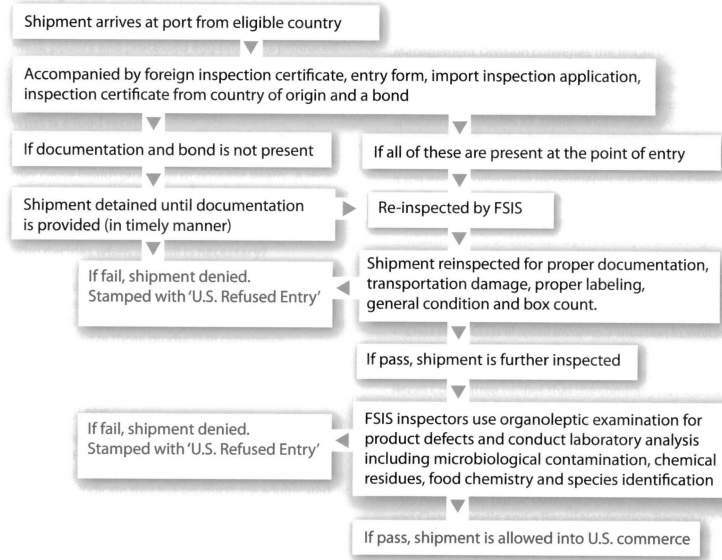 Shipment arrives at port from eligible country
Accompanied by foreign inspection certificate, entry form, import inspection application,
inspection certificate from country of origin and a bond
If documentation and bond is not present
If all of these are present at the point of entry
Shipment detained until documentation
is provided (in timely manner)
Re-inspected by FSIS
If fail, shipment denied.
Stamped with 'U.S. Refused Entry'
Shipment reinspected for proper documentation,
transportation damage, proper labeling,
general condition and box count.
If pass, shipment is further inspected
If fail, shipment denied.
Stamped with 'U.S. Refused Entry'
FSIS inspectors use organoleptic examination for
product defects and conduct laboratory analysis
including microbiological contamination, chemical
residues, food chemistry and species identification
If pass, shipment is allowed into U.S. commerce